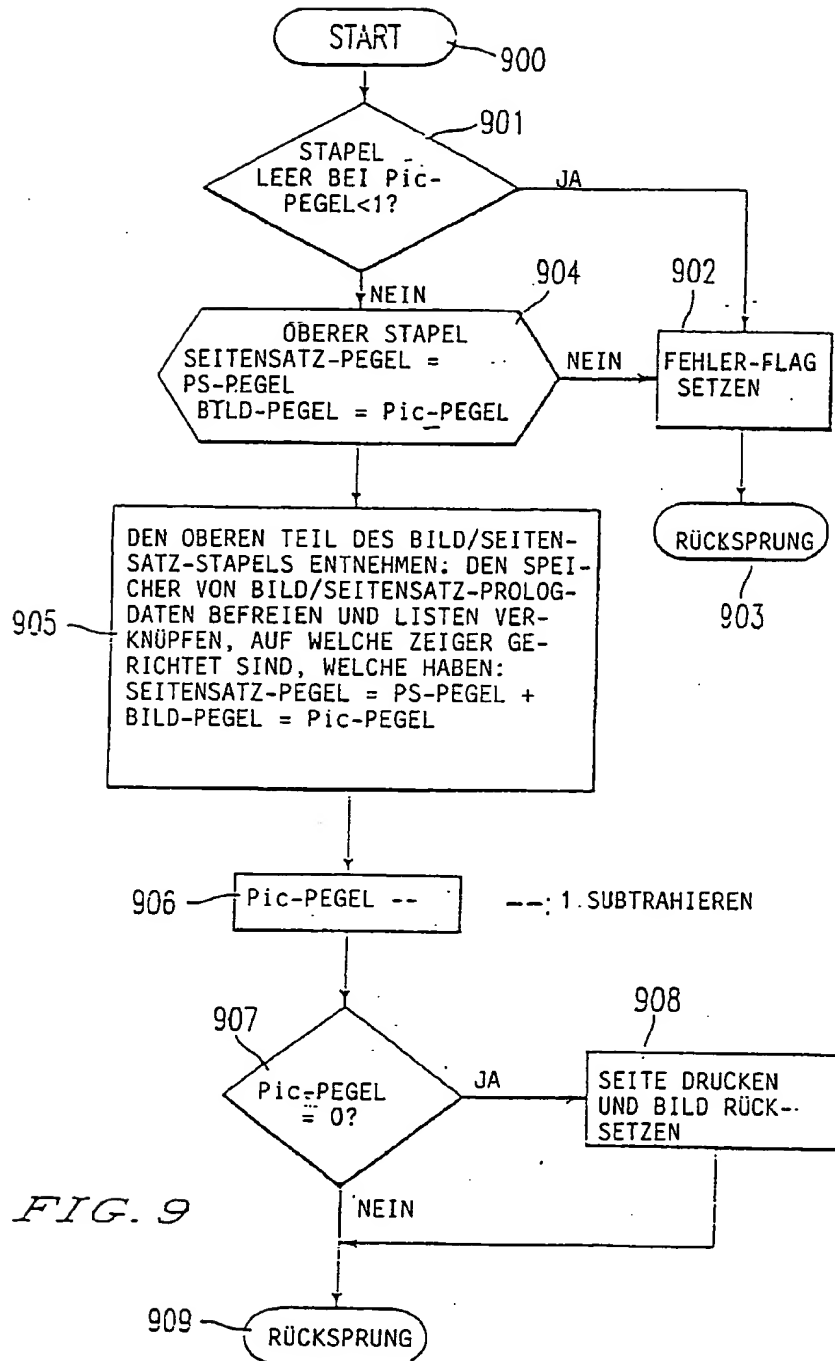 START
900
901
STAPEL
LEER BEI Pic-
PEGEL<1?
JA
NEIN
904
902
OBERER STAPEL
SEITENSATZ-PEGEL =
PS-PEGEL
BILD-PEGEL = Pic-PEGEL
NEIN
FEHLER-FLAG
SETZEN
RÜCKSPRUNG
903
905
DEN OBEREN TEIL DES BILD/SEITEN-
SATZ-STAPELS ENTNEHMEN: DEN SPEI-
CHER VON BILD/SEITENSATZ-PROLOG-
DATEN BEFREIEN UND LISTEN VER-
KNÜPFEN, AUF WELCHE ZEIGER GE-
RICHTET SIND, WELCHE HABEN:
SEITENSATZ-PEGEL = PS-PEGEL +
BILD-PEGEL = Pic-PEGEL
906
Pic-PEGEL --
--: 1.SUBTRAHIEREN
907
Pic-PEGEL
= 0?
JA
908
SEITE DRUCKEN
UND BILD RÜCK-
SETZEN
NEIN
FIG. 9
909
RÜCKSPRUNG